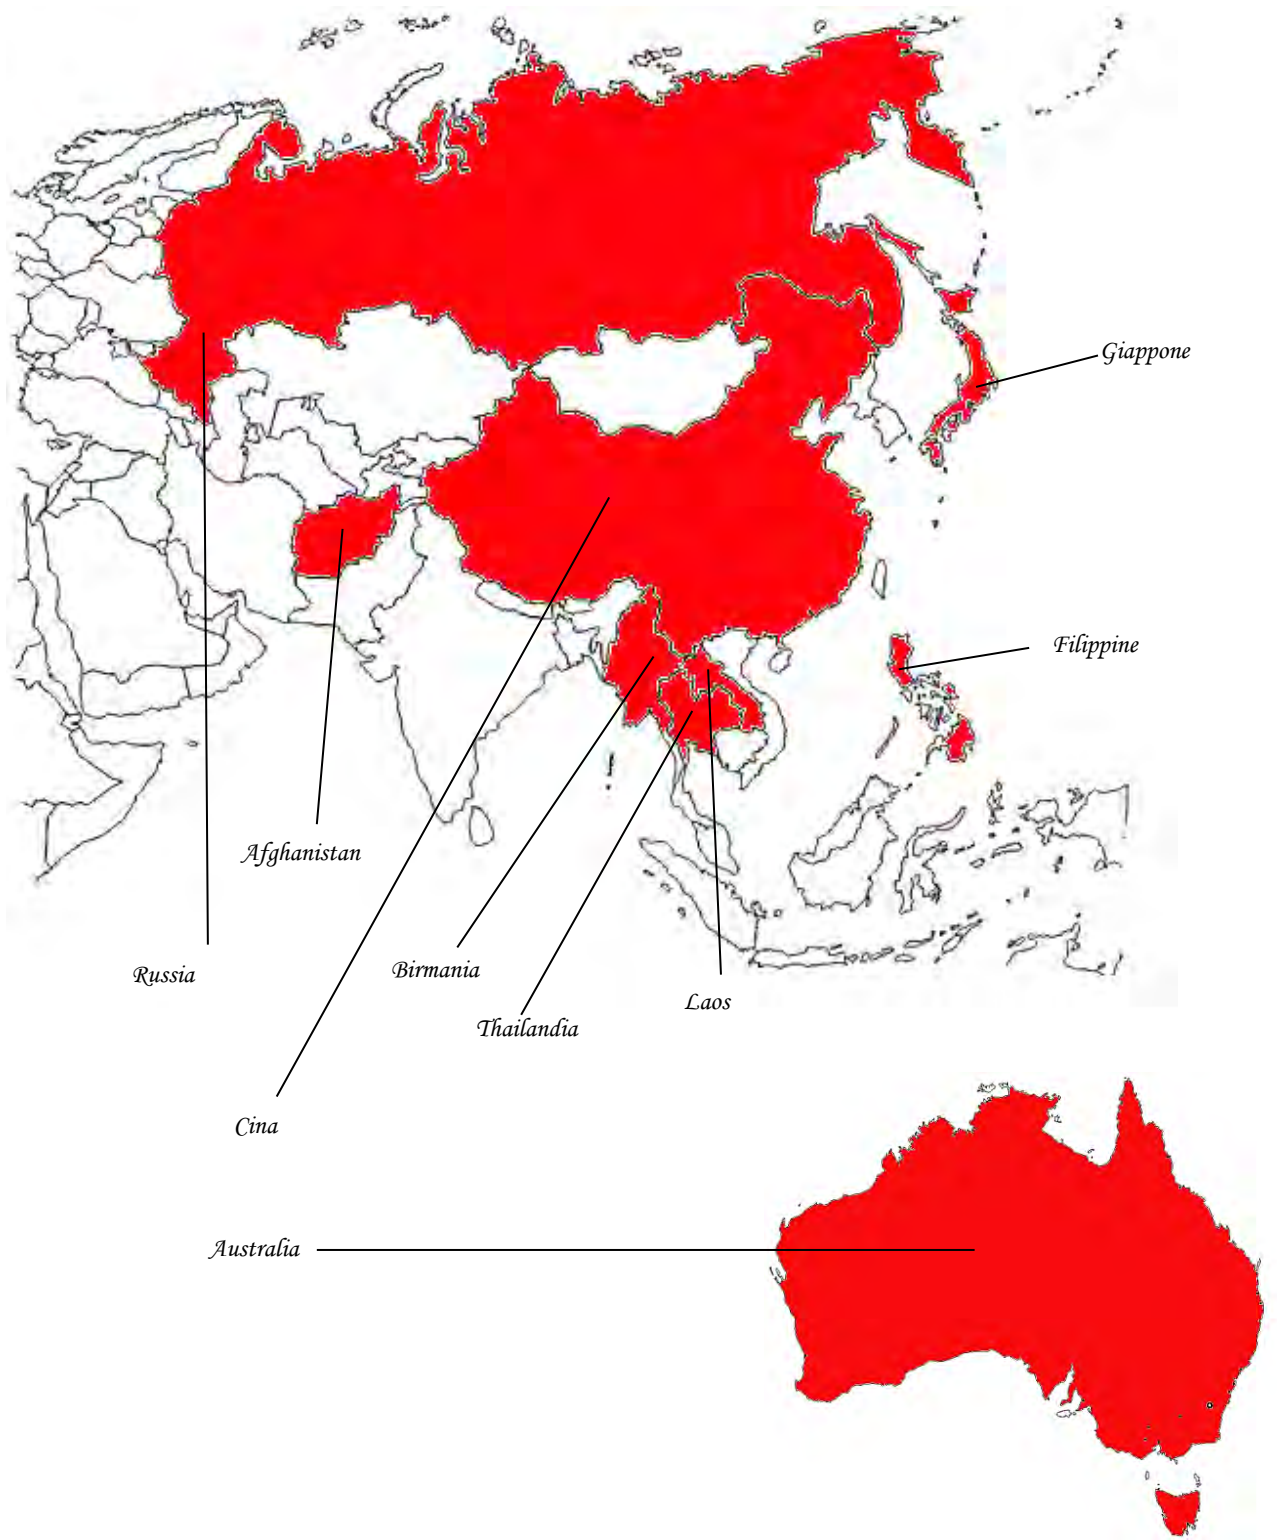 Giappone
Filippine
Afghanistan
Russia
Birmania
Laos
Thailandia
Cina
Australia